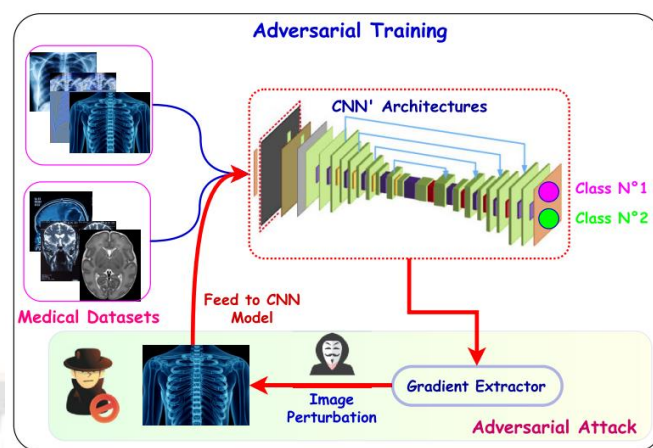 Adversarial Training
CNN' Architectures
Class N°1
Class N°2
Medical Datasets
Feed to CNN
Model
Image
Perturbation
Gradient Extractor
Adversarial Attack